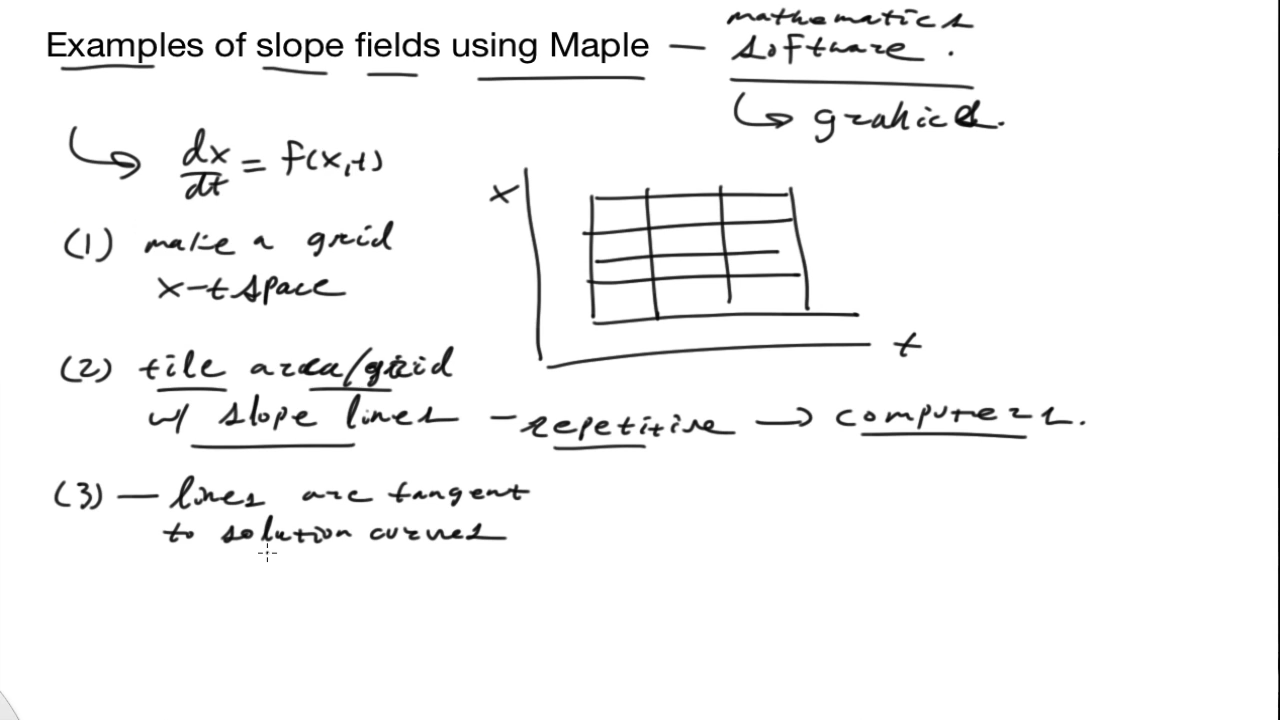 Examples of slope fields using Maple — mathematics
software.
↳ grahics.
↳ dx/dt = f(x,t)
x
(1) make a grid
x-t space
t
(2) tile area/grid
w/ slope lines - repetitive → computers.
(3) — lines are tangent
to solution curves